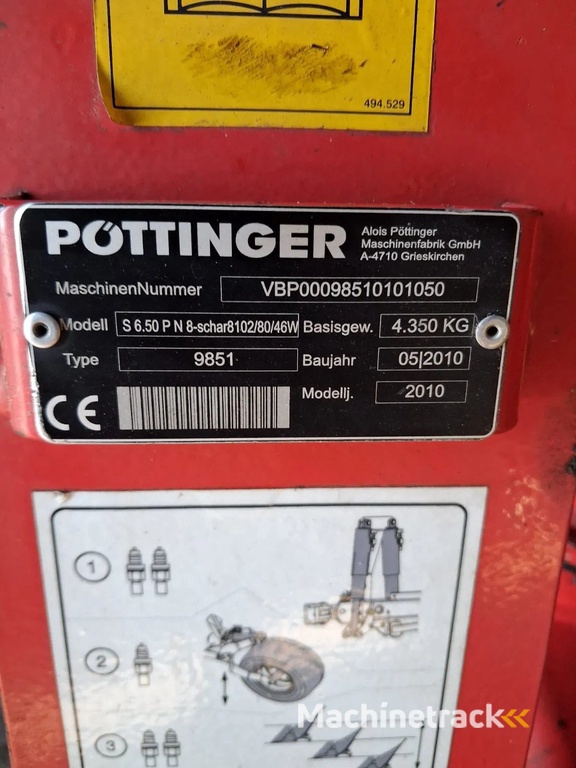 494.529
PÖTTINGER
Alois Pöttinger
Maschinenfabrik GmbH
A-4710 Grieskirchen
MaschinenNummer VBP00098510101050
Modell S 6.50 P N 8-schar8102/80/46W Basisgew. 4.350 KG
Type 9851 Baujahr 05|2010
CE Modellj. 2010
1
2
3
Machinetrack